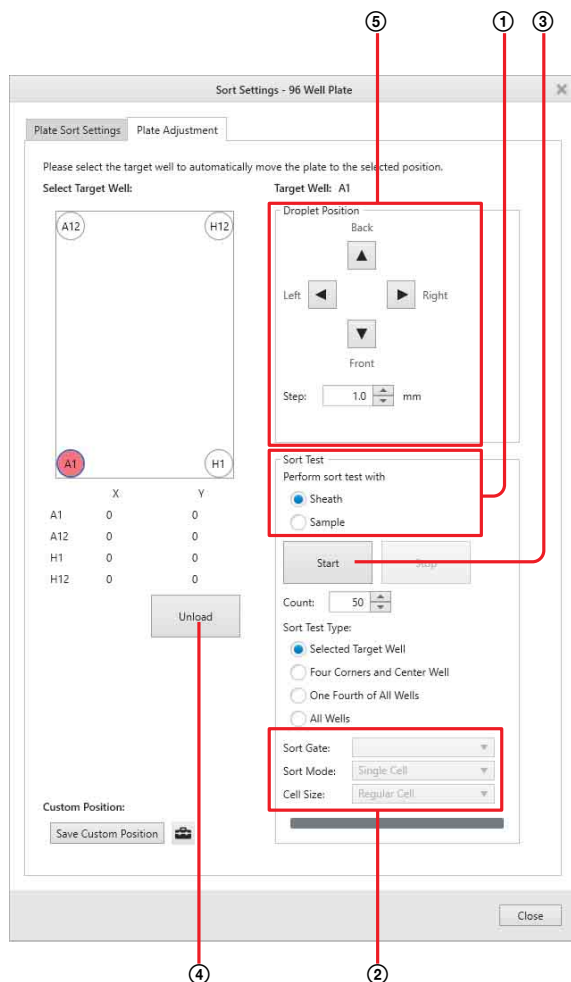 ⑤ ① ③
Sort Settings - 96 Well Plate
Plate Sort Settings Plate Adjustment
Please select the target well to automatically move the plate to the selected position.
Select Target Well: Target Well: A1
A12 H12
A1 H1
X Y
A1 0 0
A12 0 0
H1 0 0
H12 0 0
Unload
Custom Position:
Save Custom Position
Droplet Position
Back
Left Right
Front
Step: 1.0 mm
Sort Test
Perform sort test with
Sheath
Sample
Start Stop
Count: 50
Sort Test Type:
Selected Target Well
Four Corners and Center Well
One Fourth of All Wells
All Wells
Sort Gate:
Sort Mode: Single Cell
Cell Size: Regular Cell
Close
④ ②